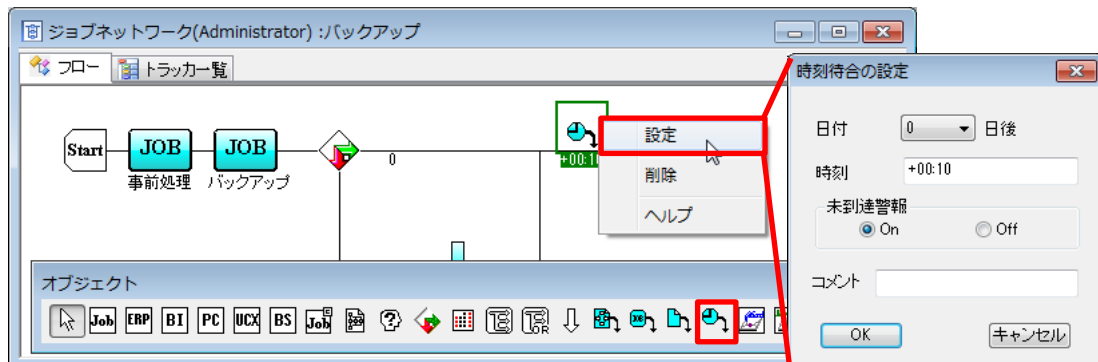 ジョブネットワーク(Administrator) :バックアップ
フロー
トラッカー覧
Start
JOB
事前処理
JOB
バックアップ
0
+00:10
設定
削除
ヘルプ
オブジェクト
Job
ERP
BI
PC
UCX
BS
Job
OR
時刻待合の設定
日付
0
日後
時刻
+00:10
未到達警報
On
Off
コメント
OK
キャンセル